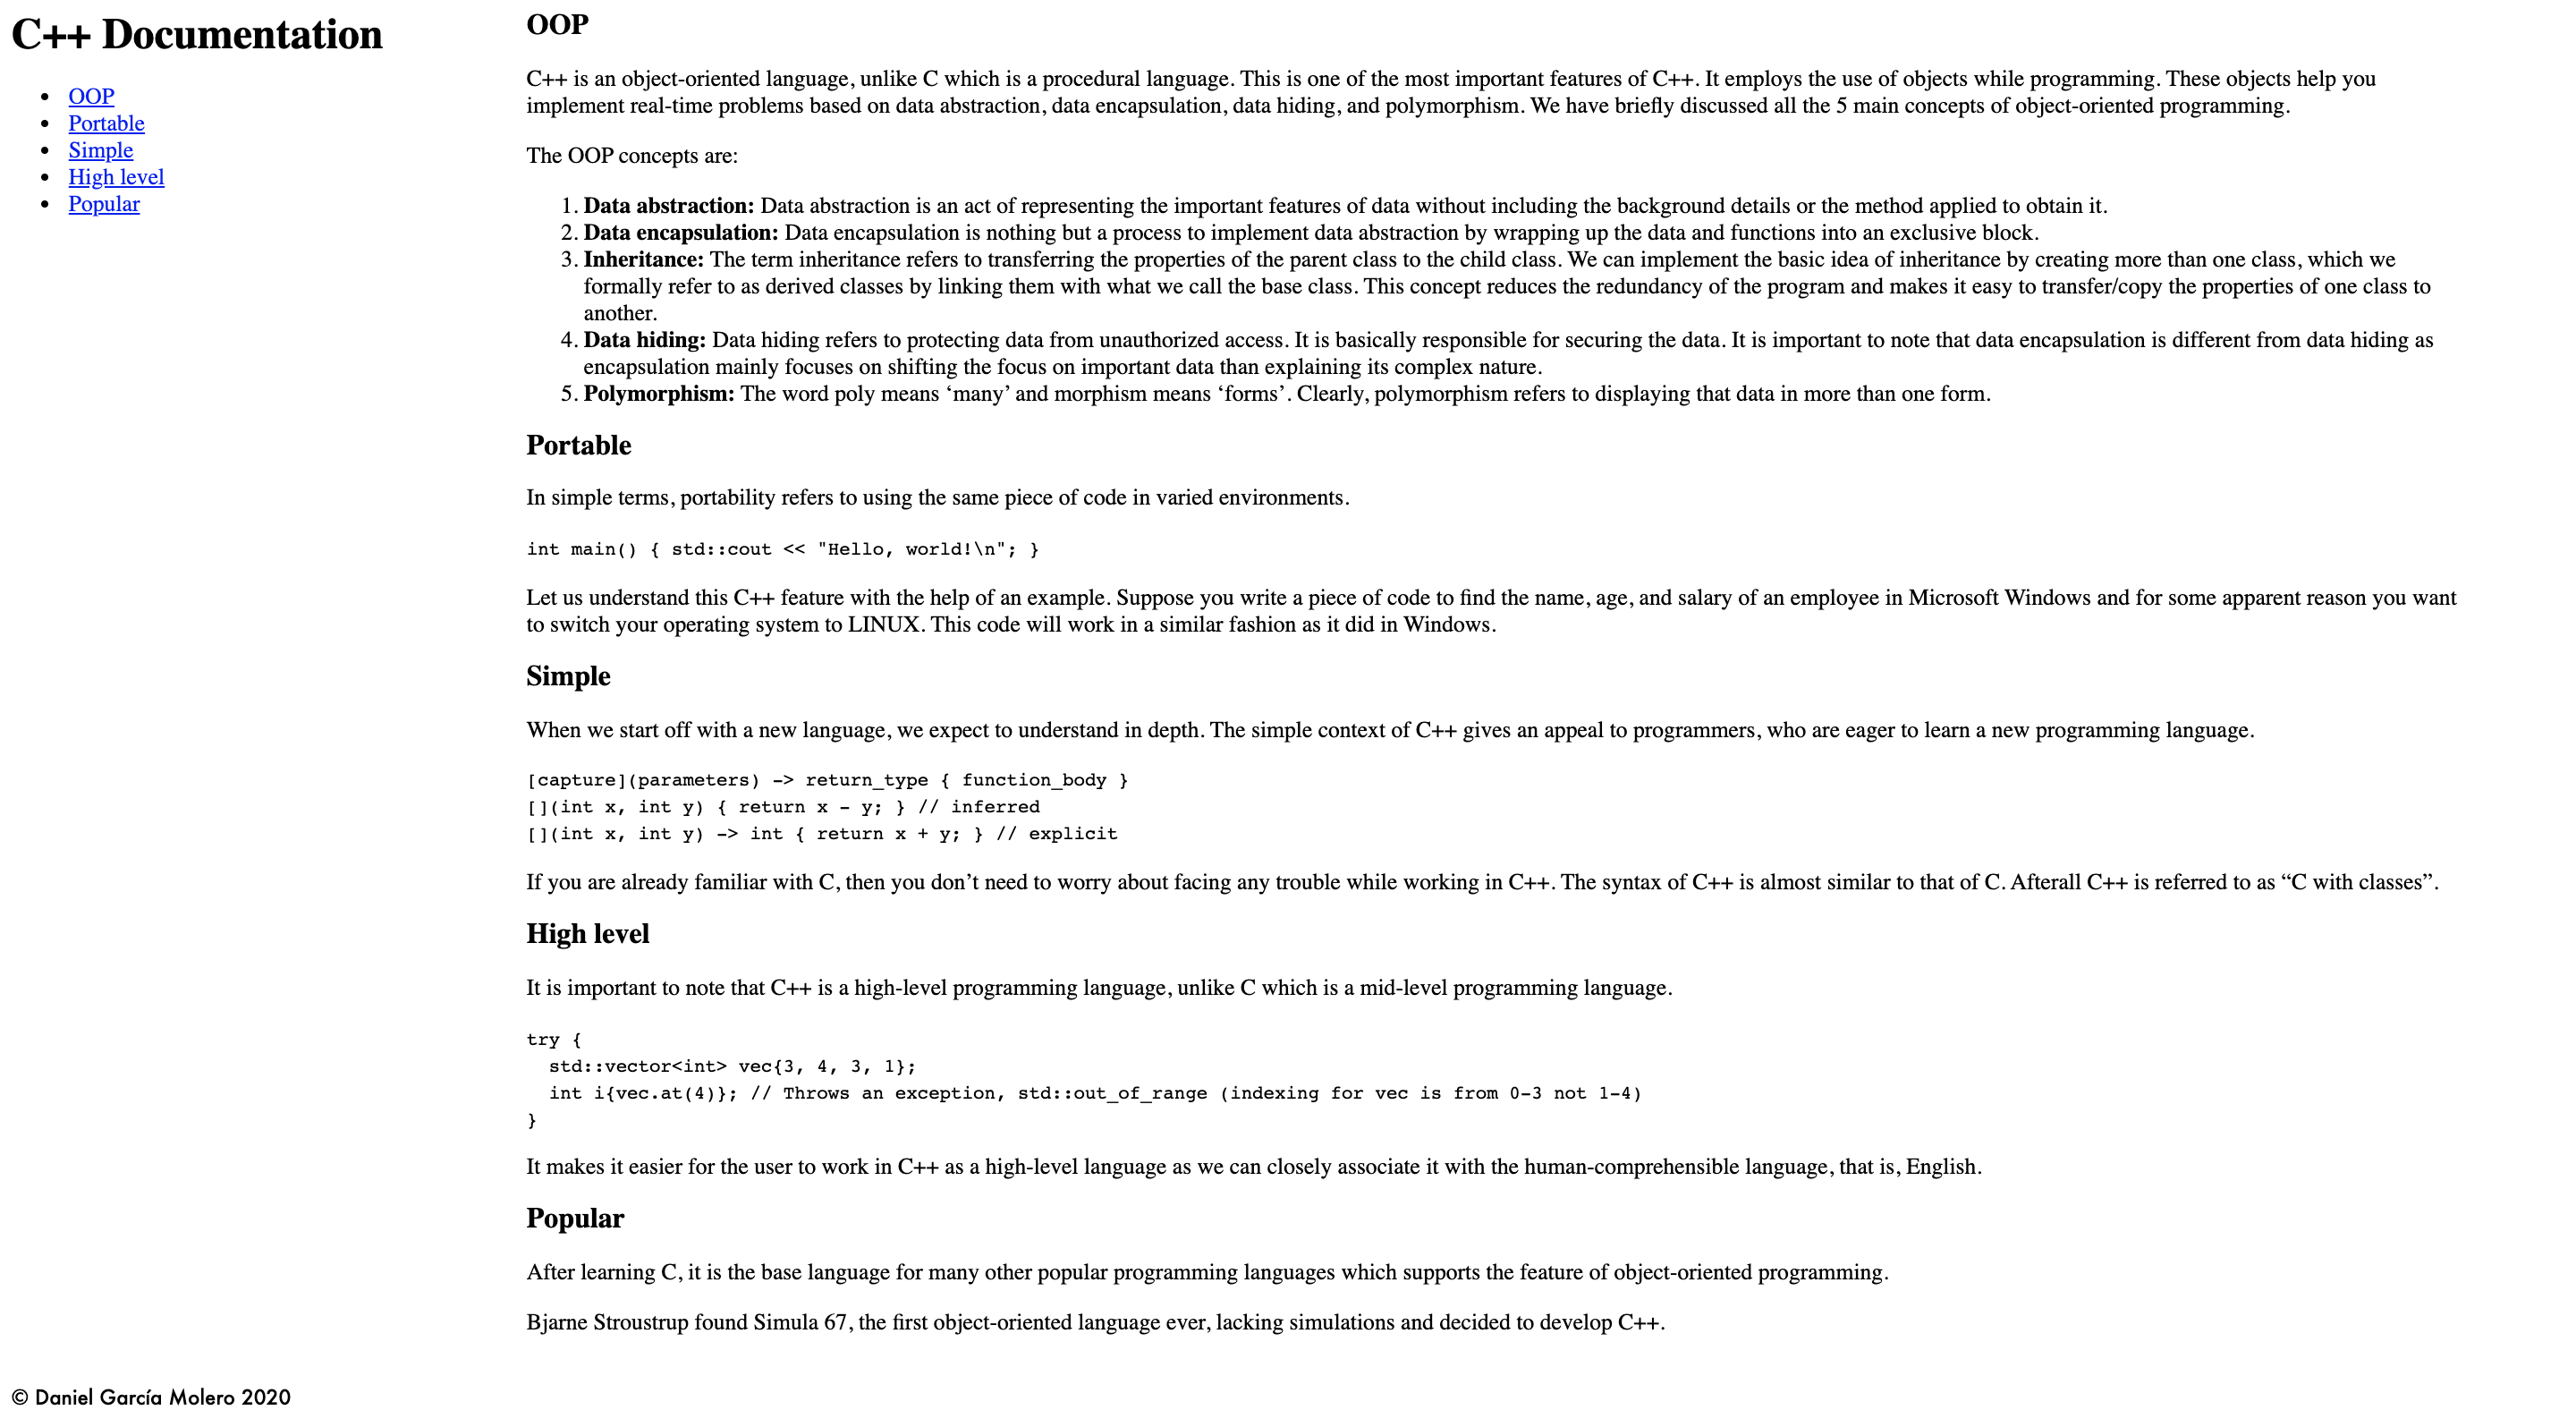 C++ Documentation
OOP
Portable
Simple
High level
Popular
OOP
C++ is an object-oriented language, unlike C which is a procedural language. This is one of the most important features of C++. It employs the use of objects while programming. These objects help you
implement real-time problems based on data abstraction, data encapsulation, data hiding, and polymorphism. We have briefly discussed all the 5 main concepts of object-oriented programming.
The OOP concepts are:
1. Data abstraction: Data abstraction is an act of representing the important features of data without including the background details or the method applied to obtain it.
2. Data encapsulation: Data encapsulation is nothing but a process to implement data abstraction by wrapping up the data and functions into an exclusive block.
3. Inheritance: The term inheritance refers to transferring the properties of the parent class to the child class. We can implement the basic idea of inheritance by creating more than one class, which we
formally refer to as derived classes by linking them with what we call the base class. This concept reduces the redundancy of the program and makes it easy to transfer/copy the properties of one class to
another.
4. Data hiding: Data hiding refers to protecting data from unauthorized access. It is basically responsible for securing the data. It is important to note that data encapsulation is different from data hiding as
encapsulation mainly focuses on shifting the focus on important data than explaining its complex nature.
5. Polymorphism: The word poly means ‘many’ and morphism means ‘forms’. Clearly, polymorphism refers to displaying that data in more than one form.
Portable
In simple terms, portability refers to using the same piece of code in varied environments.
int main() { std::cout << "Hello, world!\n"; }
Let us understand this C++ feature with the help of an example. Suppose you write a piece of code to find the name, age, and salary of an employee in Microsoft Windows and for some apparent reason you want
to switch your operating system to LINUX. This code will work in a similar fashion as it did in Windows.
Simple
When we start off with a new language, we expect to understand in depth. The simple context of C++ gives an appeal to programmers, who are eager to learn a new programming language.
[capture](parameters) -> return_type { function_body }
[](int x, int y) { return x - y; } // inferred
[](int x, int y) -> int { return x + y; } // explicit
If you are already familiar with C, then you don’t need to worry about facing any trouble while working in C++. The syntax of C++ is almost similar to that of C. Afterall C++ is referred to as “C with classes”.
High level
It is important to note that C++ is a high-level programming language, unlike C which is a mid-level programming language.
try {
  std::vector<int> vec{3, 4, 3, 1};
  int i{vec.at(4)}; // Throws an exception, std::out_of_range (indexing for vec is from 0-3 not 1-4)
}
It makes it easier for the user to work in C++ as a high-level language as we can closely associate it with the human-comprehensible language, that is, English.
Popular
After learning C, it is the base language for many other popular programming languages which supports the feature of object-oriented programming.
Bjarne Stroustrup found Simula 67, the first object-oriented language ever, lacking simulations and decided to develop C++.
© Daniel García Molero 2020